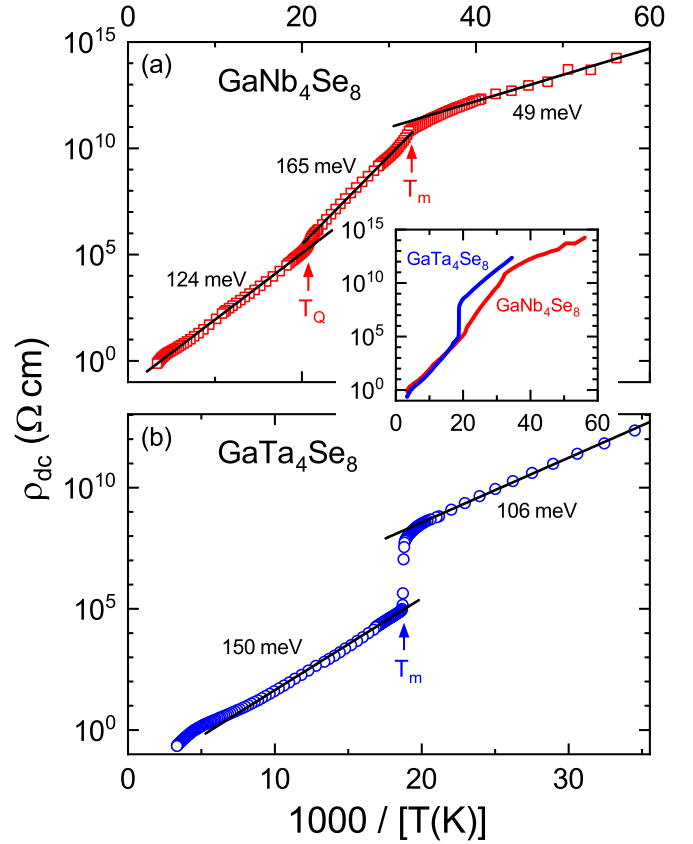 0 20 40 60
10^15
(a) GaNb₄Se₈
49 meV
10^10
165 meV
T_m
10^15
GaTa₄Se₈
10^5
10^10
124 meV
GaNb₄Se₈
T_Q
10^5
10^0
10^0
0 20 40 60
ρ_dc (Ω cm)
(b)
GaTa₄Se₈
10^10
106 meV
10^5
150 meV
T_m
10^0
0 10 20 30
1000 / [T(K)]